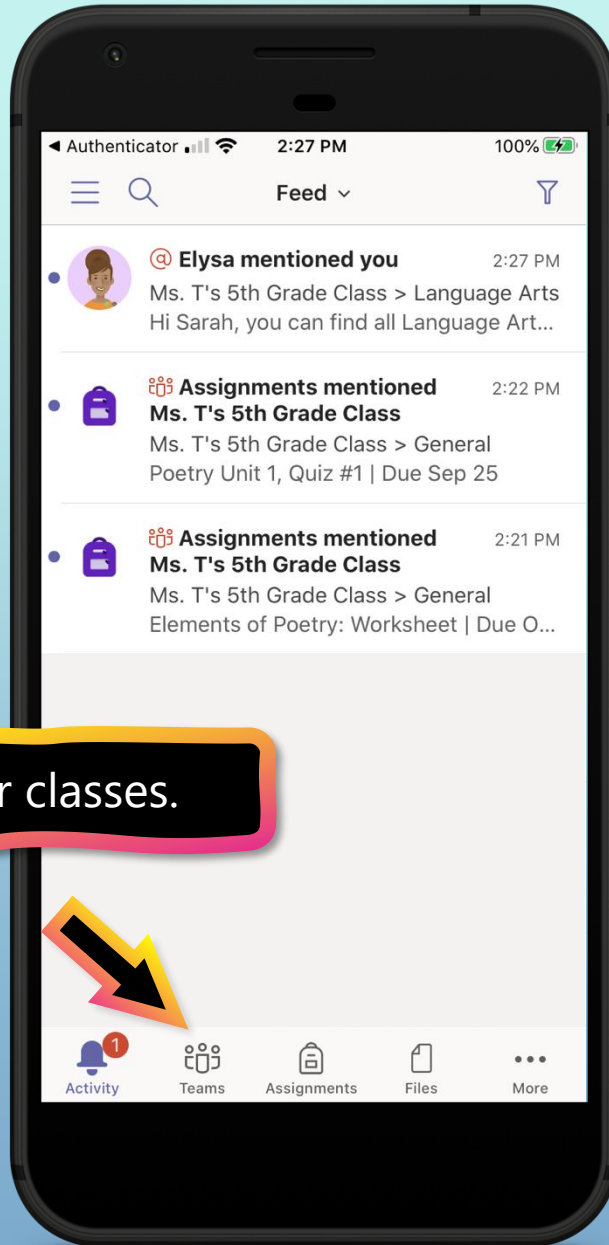 ◄ Authenticator 2:27 PM 100%
Feed
@ Elysa mentioned you 2:27 PM
Ms. T's 5th Grade Class > Language Arts
Hi Sarah, you can find all Language Art...
Assignments mentioned 2:22 PM
Ms. T's 5th Grade Class
Ms. T's 5th Grade Class > General
Poetry Unit 1, Quiz #1 | Due Sep 25
Assignments mentioned 2:21 PM
Ms. T's 5th Grade Class
Ms. T's 5th Grade Class > General
Elements of Poetry: Worksheet | Due O...
classes.
1
Activity Teams Assignments Files More